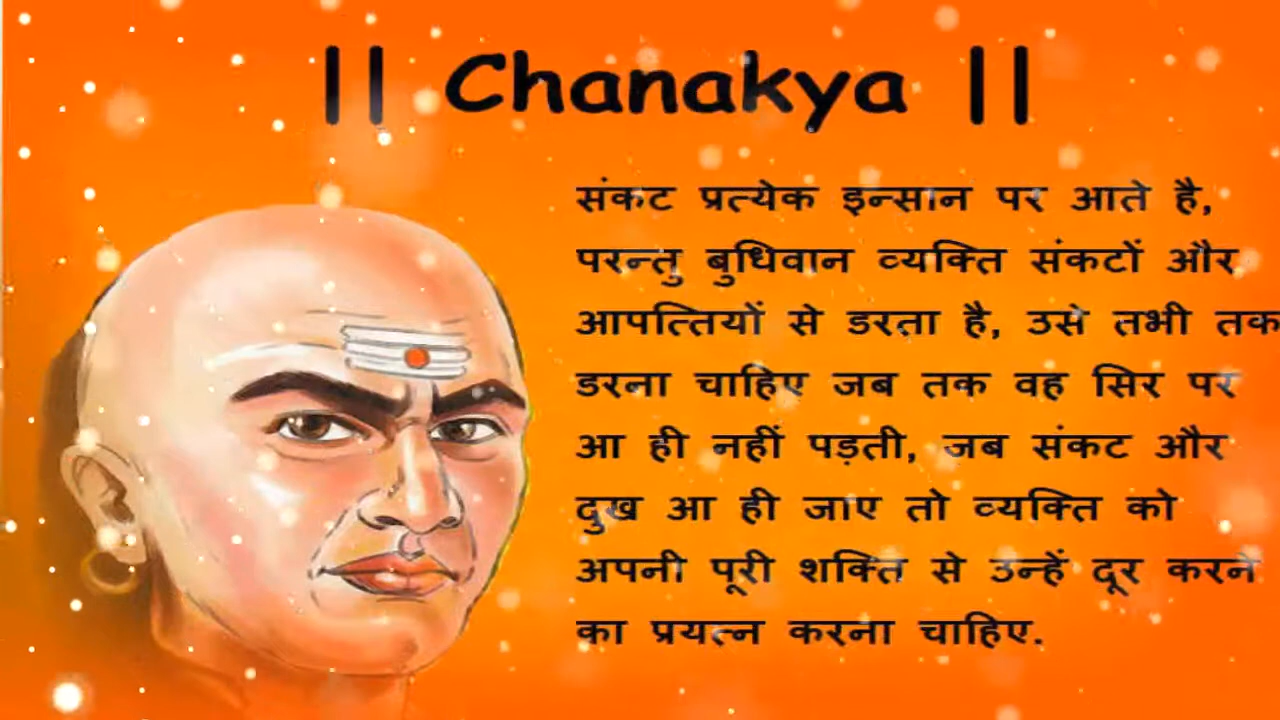 || Chanakya ||
संकट प्रत्येक इन्सान पर आते है,
परन्तु बुधिवान व्यक्ति संकटों और
आपत्तियों से डरता है, उसे तभी तक
डरना चाहिए जब तक वह सिर पर
आ ही नहीं पड़ती, जब संकट और
दुख आ ही जाए तो व्यक्ति को
अपनी पूरी शक्ति से उन्हें दूर करने
का प्रयत्न करना चाहिए.